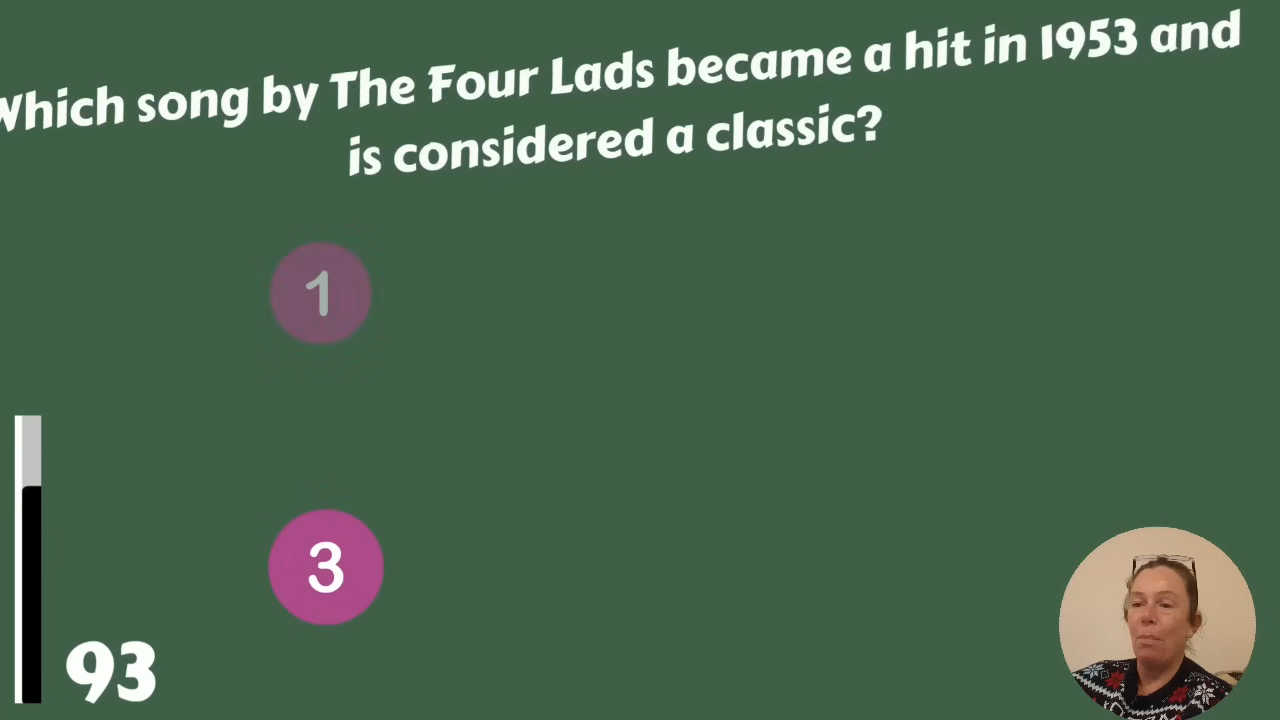 Which song by The Four Lads became a hit in 1953 and
is considered a classic?
1
3
93